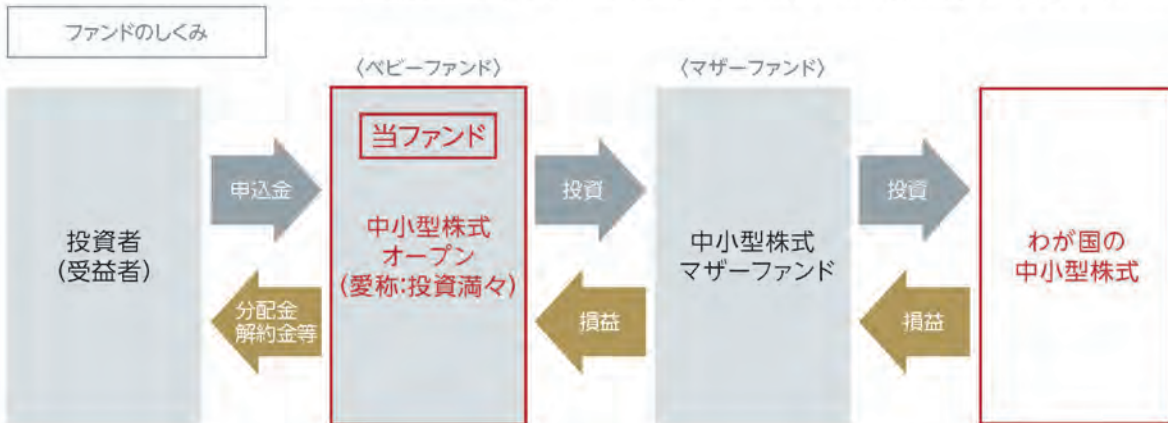 ファンドのしくみ
〈ベビーファンド〉
〈マザーファンド〉
投資者
(受益者)
申込金
分配金
解約金等
当ファンド
中小型株式
オープン
(愛称:投資満々)
投資
損益
中小型株式
マザーファンド
投資
損益
わが国の
中小型株式